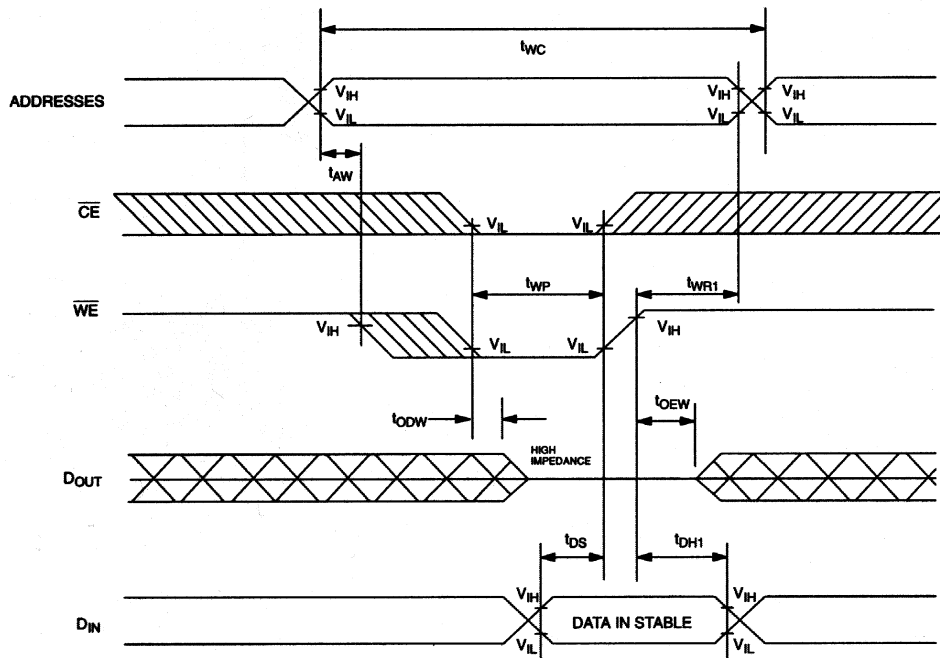 tWC
ADDRESSES
VIH VIH VIH
VIL VIL VIL
tAW
CE VIL VIL
tWP tWR1
WE VIH VIL VIL VIH
tODW tOEW
HIGH
IMPEDANCE
DOUT
tDS tDH1
VIH VIH
DIN DATA IN STABLE
VIL VIL